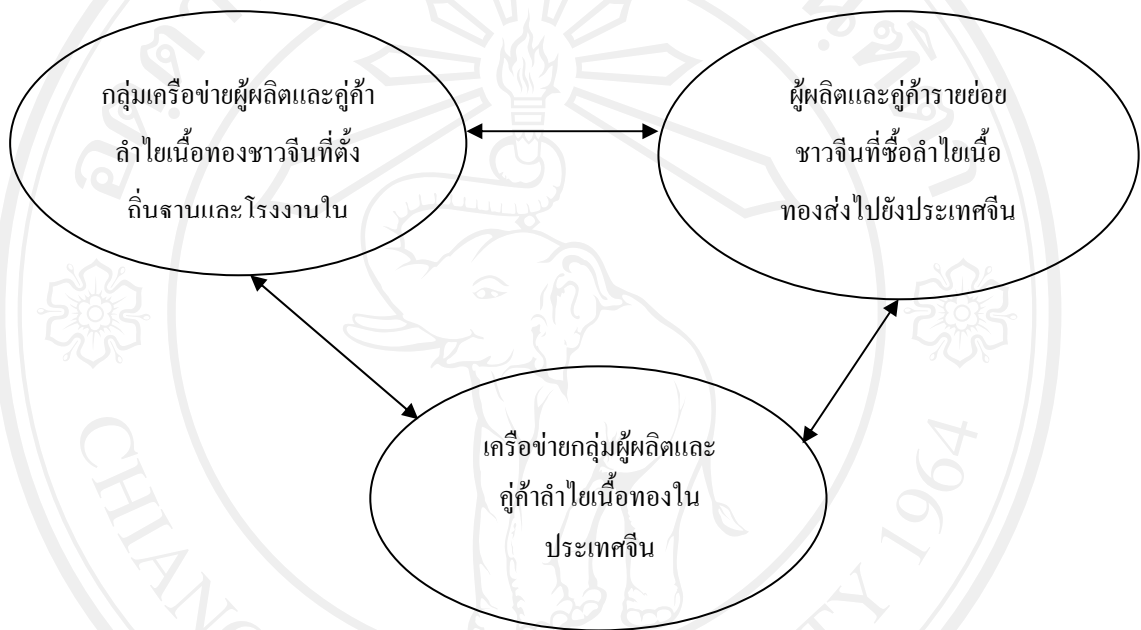 กลุ่มเครือข่ายผู้ผลิตและคู่ค้า
ลำไยเนื้อทองชาวจีนที่ตั้ง
ถิ่นฐานและโรงงานใน
ผู้ผลิตและคู่ค้ารายย่อย
ชาวจีนที่ซื้อลำไยเนื้อ
ทองส่งไปยังประเทศจีน
เครือข่ายกลุ่มผู้ผลิตและ
คู่ค้าลำไยเนื้อทองใน
ประเทศจีน
CHIANG
TY 1964